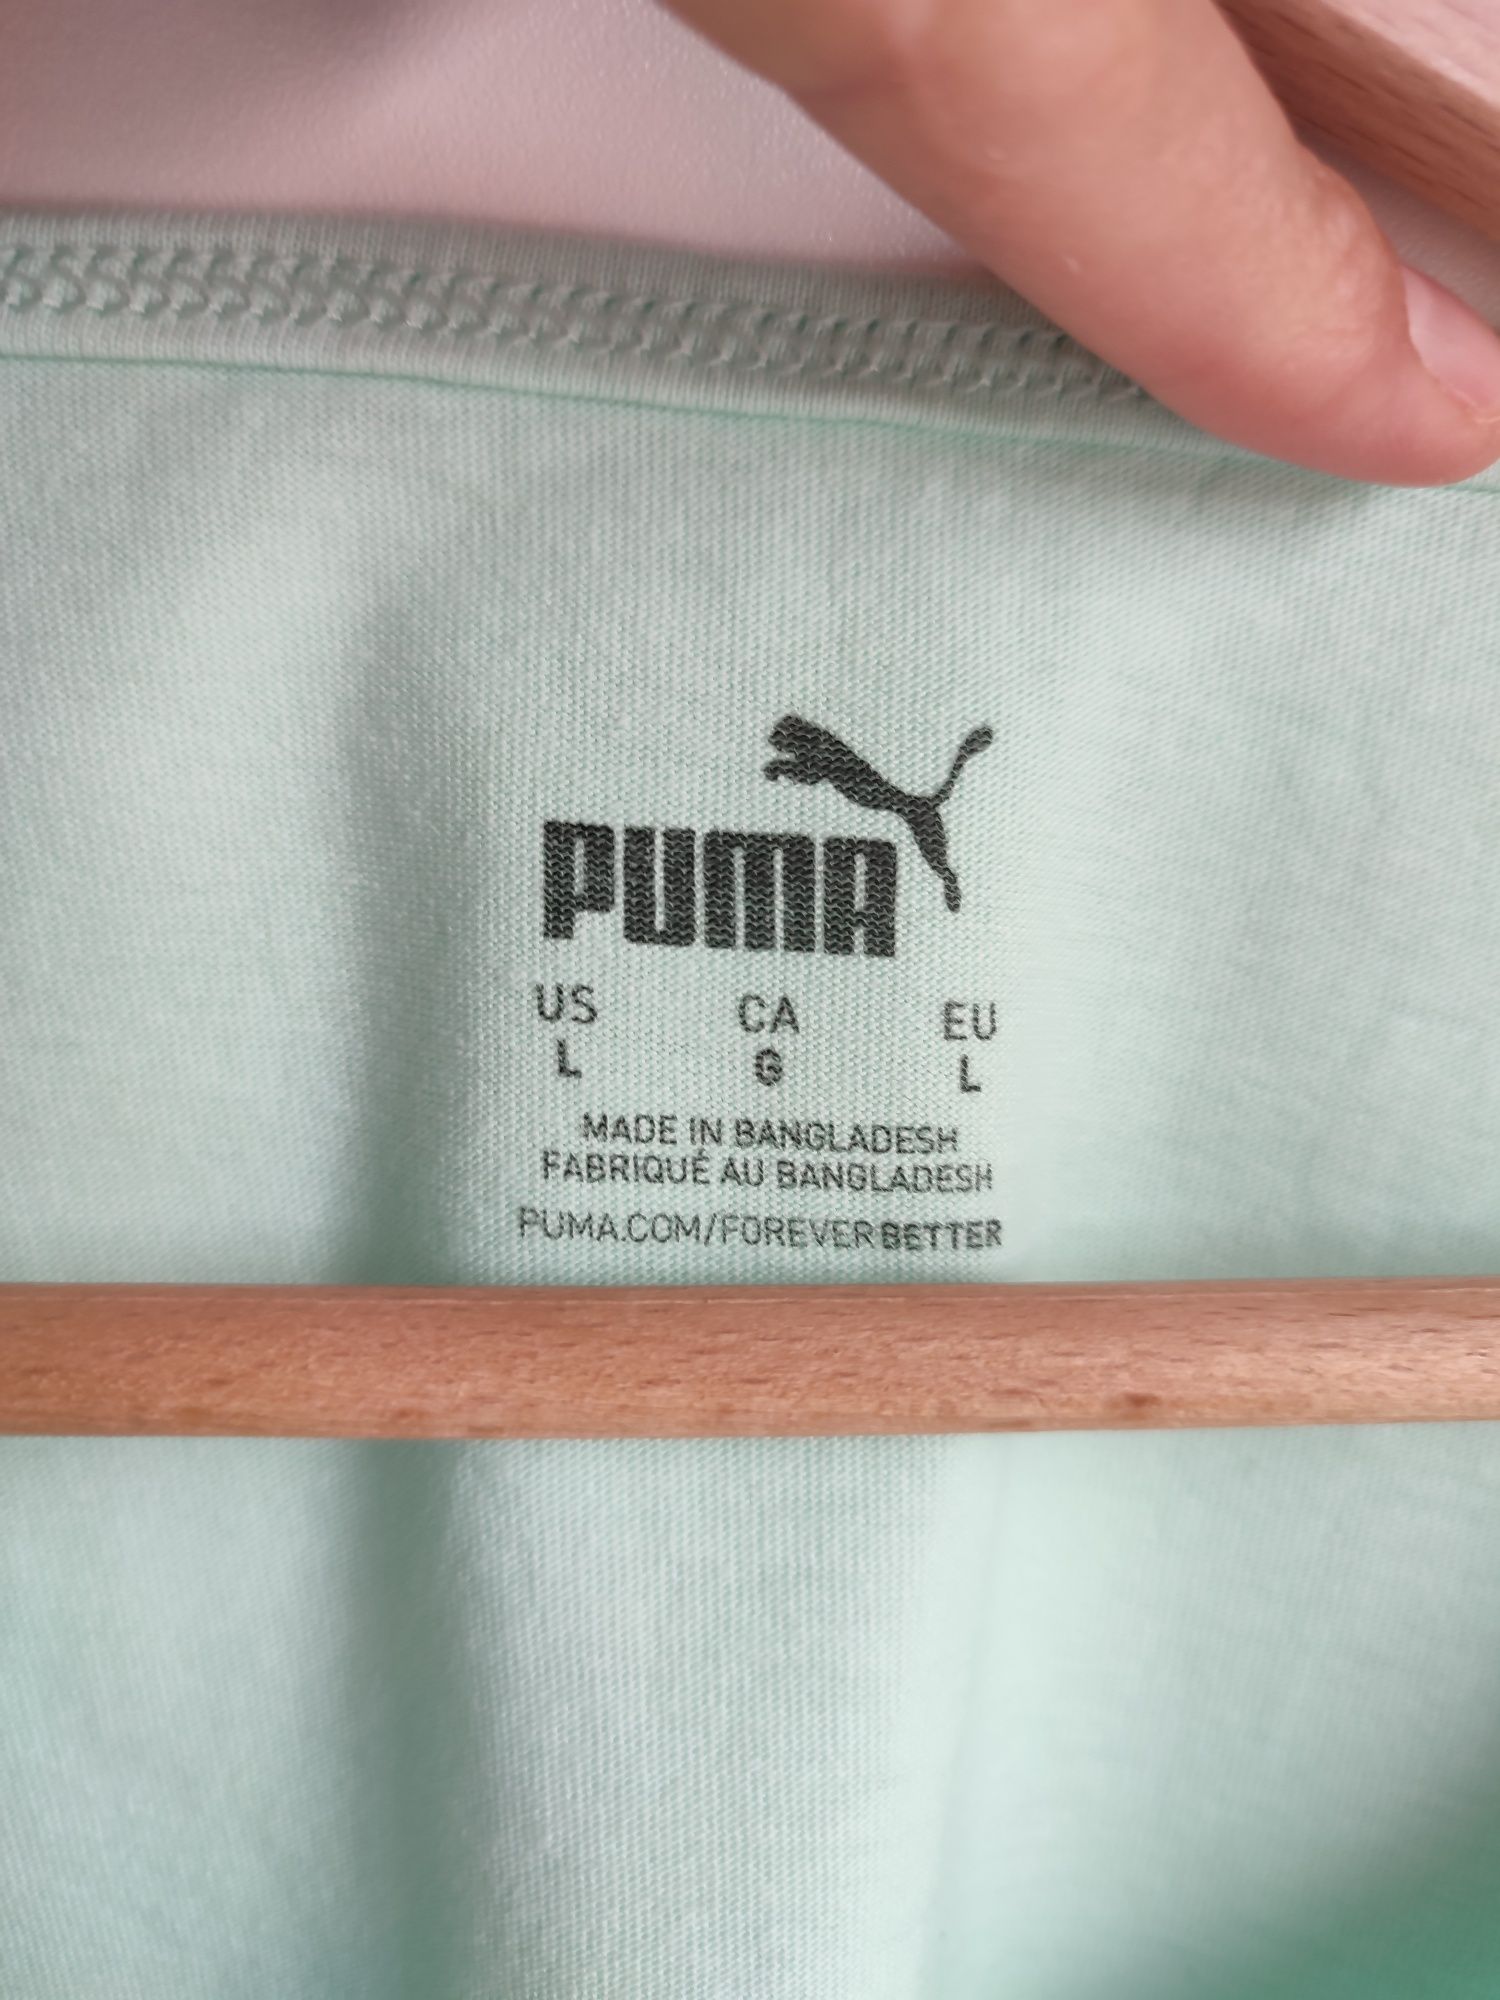 PUMA
US CA EU
L G L
MADE IN BANGLADESH
FABRIQUÉ AU BANGLADESH
PUMA.COM/FOREVERBETTER